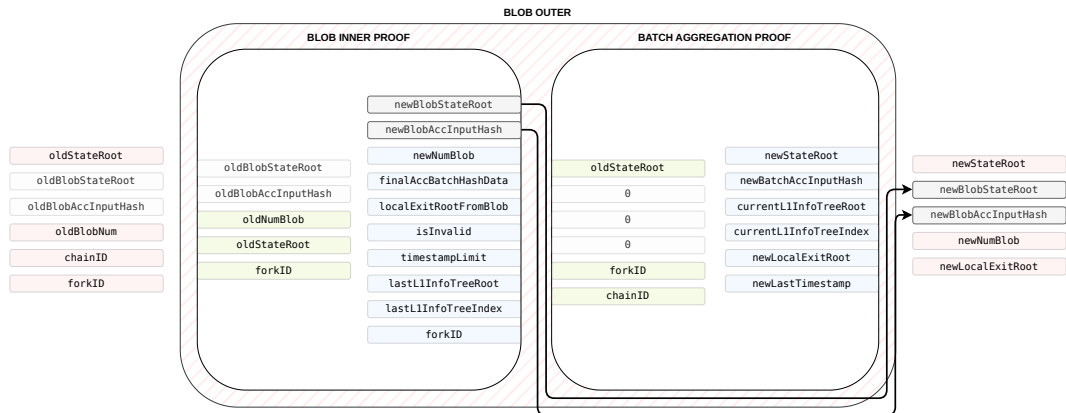 BLOB OUTER
BLOB INNER PROOF
BATCH AGGREGATION PROOF
oldStateRoot
oldBlobStateRoot
oldBlobAccInputHash
oldBlobNum
chainID
forkID
oldBlobStateRoot
oldBlobAccInputHash
oldNumBlob
oldStateRoot
forkID
newBlobStateRoot
newBlobAccInputHash
newNumBlob
finalAccBatchHashData
localExitRootFromBlob
isInvalid
timestampLimit
lastL1InfoTreeRoot
lastL1InfoTreeIndex
forkID
oldStateRoot
0
0
0
forkID
chainID
newStateRoot
newBatchAccInputHash
currentL1InfoTreeRoot
currentL1InfoTreeIndex
newLocalExitRoot
newLastTimestamp
newStateRoot
newBlobStateRoot
newBlobAccInputHash
newNumBlob
newLocalExitRoot